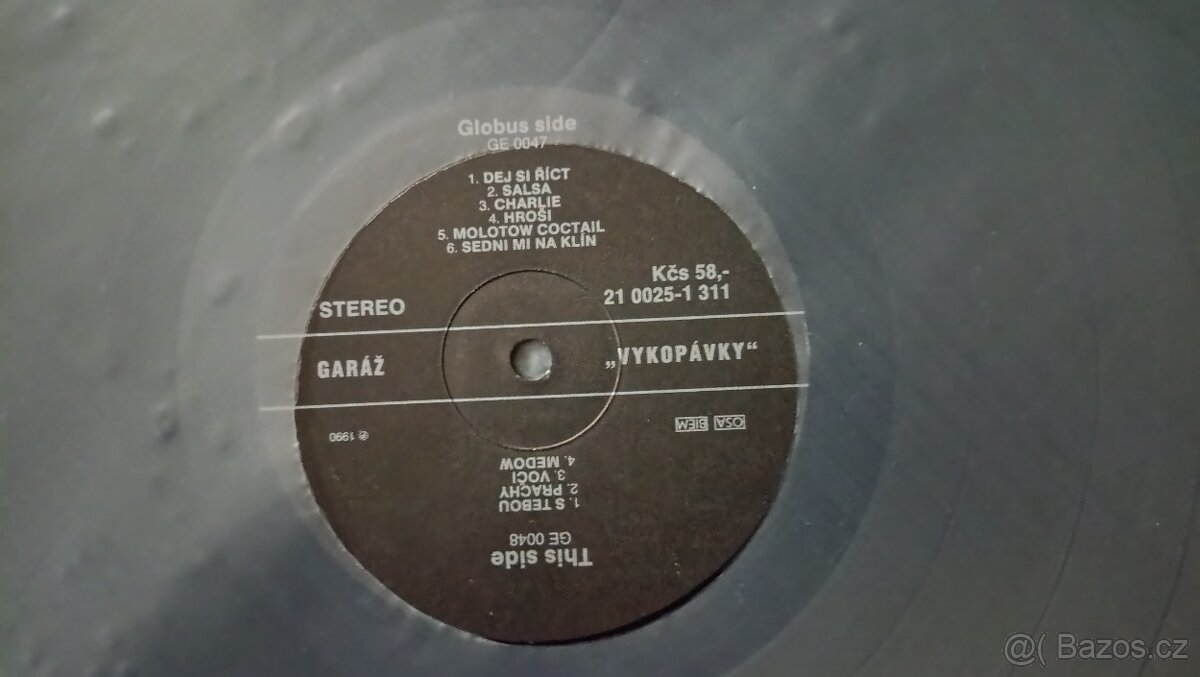 Globus side
GE 0047
1. DEJ SI ŘÍCT
2. SALSA
3. CHARLIE
4. HROŠI
5. MOLOTOW COCTAIL
6. SEDNI MI NA KLÍN
Kčs 58,-
21 0025-1 311
STEREO
GARÁŽ
„VYKOPÁVKY“
OSA BIEM
℗ 1990
This side
GE 0048
1. S TEBOU
2. PRACHY
3. VOČI
4. MEDOW
@( Bazos.cz